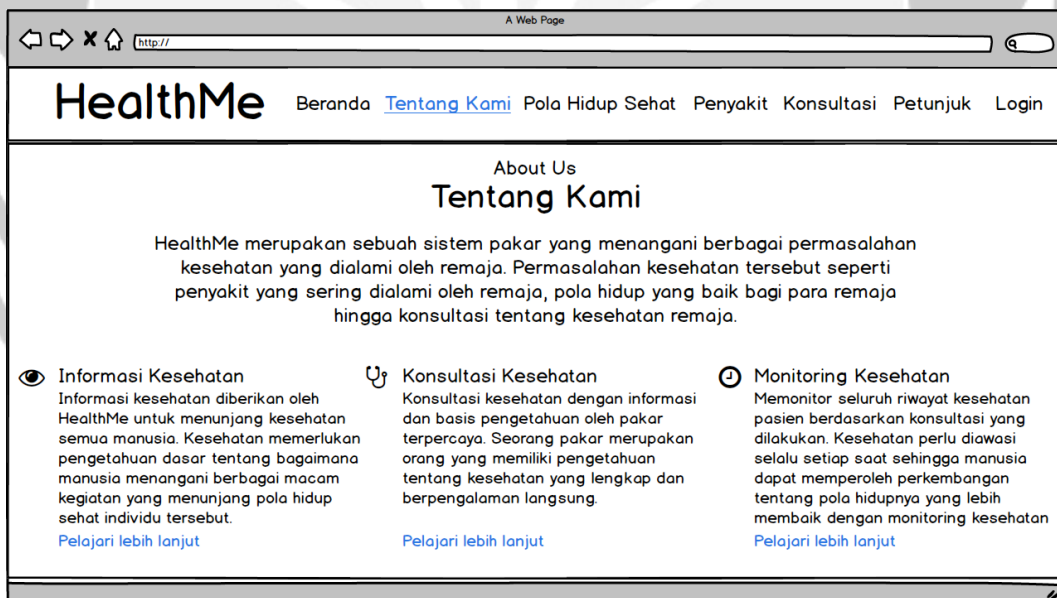 A Web Page
http://
HealthMe
Beranda Tentang Kami Pola Hidup Sehat Penyakit Konsultasi Petunjuk Login
About Us
Tentang Kami
HealthMe merupakan sebuah sistem pakar yang menangani berbagai permasalahan
kesehatan yang dialami oleh remaja. Permasalahan kesehatan tersebut seperti
penyakit yang sering dialami oleh remaja, pola hidup yang baik bagi para remaja
hingga konsultasi tentang kesehatan remaja.
Informasi Kesehatan
Informasi kesehatan diberikan oleh
HealthMe untuk menunjang kesehatan
semua manusia. Kesehatan memerlukan
pengetahuan dasar tentang bagaimana
manusia menangani berbagai macam
kegiatan yang menunjang pola hidup
sehat individu tersebut.
Pelajari lebih lanjut
Konsultasi Kesehatan
Konsultasi kesehatan dengan informasi
dan basis pengetahuan oleh pakar
terpercaya. Seorang pakar merupakan
orang yang memiliki pengetahuan
tentang kesehatan yang lengkap dan
berpengalaman langsung.
Pelajari lebih lanjut
Monitoring Kesehatan
Memonitor seluruh riwayat kesehatan
pasien berdasarkan konsultasi yang
dilakukan. Kesehatan perlu diawasi
selalu setiap saat sehingga manusia
dapat memperoleh perkembangan
tentang pola hidupnya yang lebih
membaik dengan monitoring kesehatan
Pelajari lebih lanjut